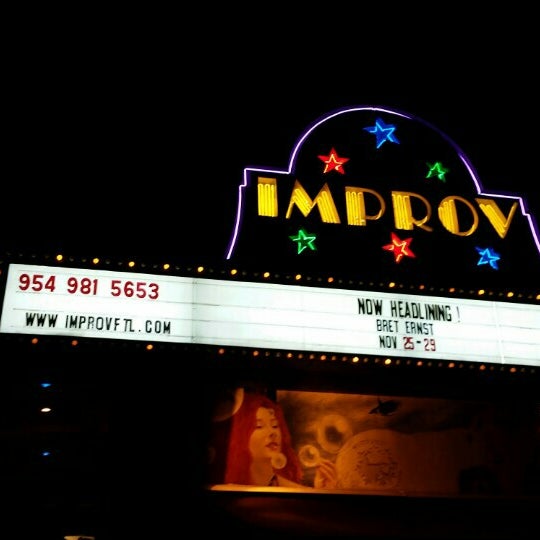 IMPROV
954 981 5653
WWW IMPROVFTL.COM
NOW HEADLINING!
BRET ERNST
NOV 25-29